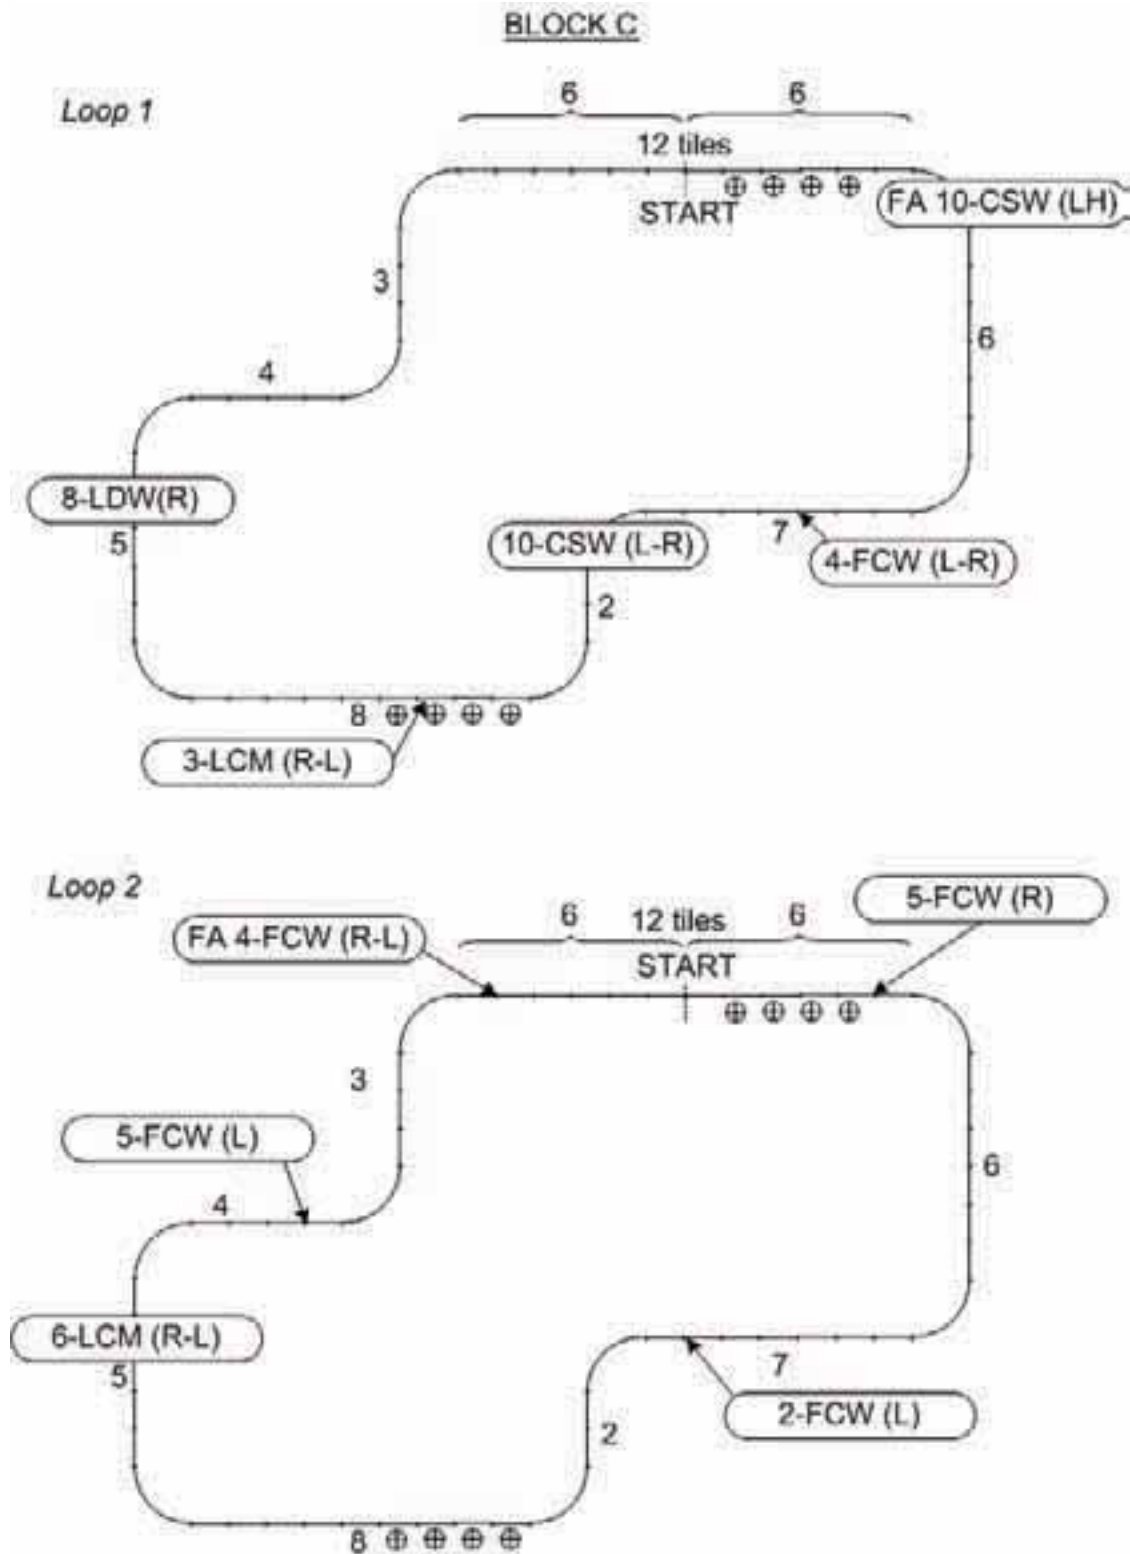 BLOCK C
Loop 1
6 6
12 tiles
START
FA 10-CSW (LH)
3
6
4
8-LDW(R)
5
10-CSW (L-R)
7
4-FCW (L-R)
2
8
3-LCM (R-L)
Loop 2
5-FCW (R)
FA 4-FCW (R-L)
6 12 tiles 6
START
3
5-FCW (L)
6
4
6-LCM (R-L)
5
7
2-FCW (L)
2
8